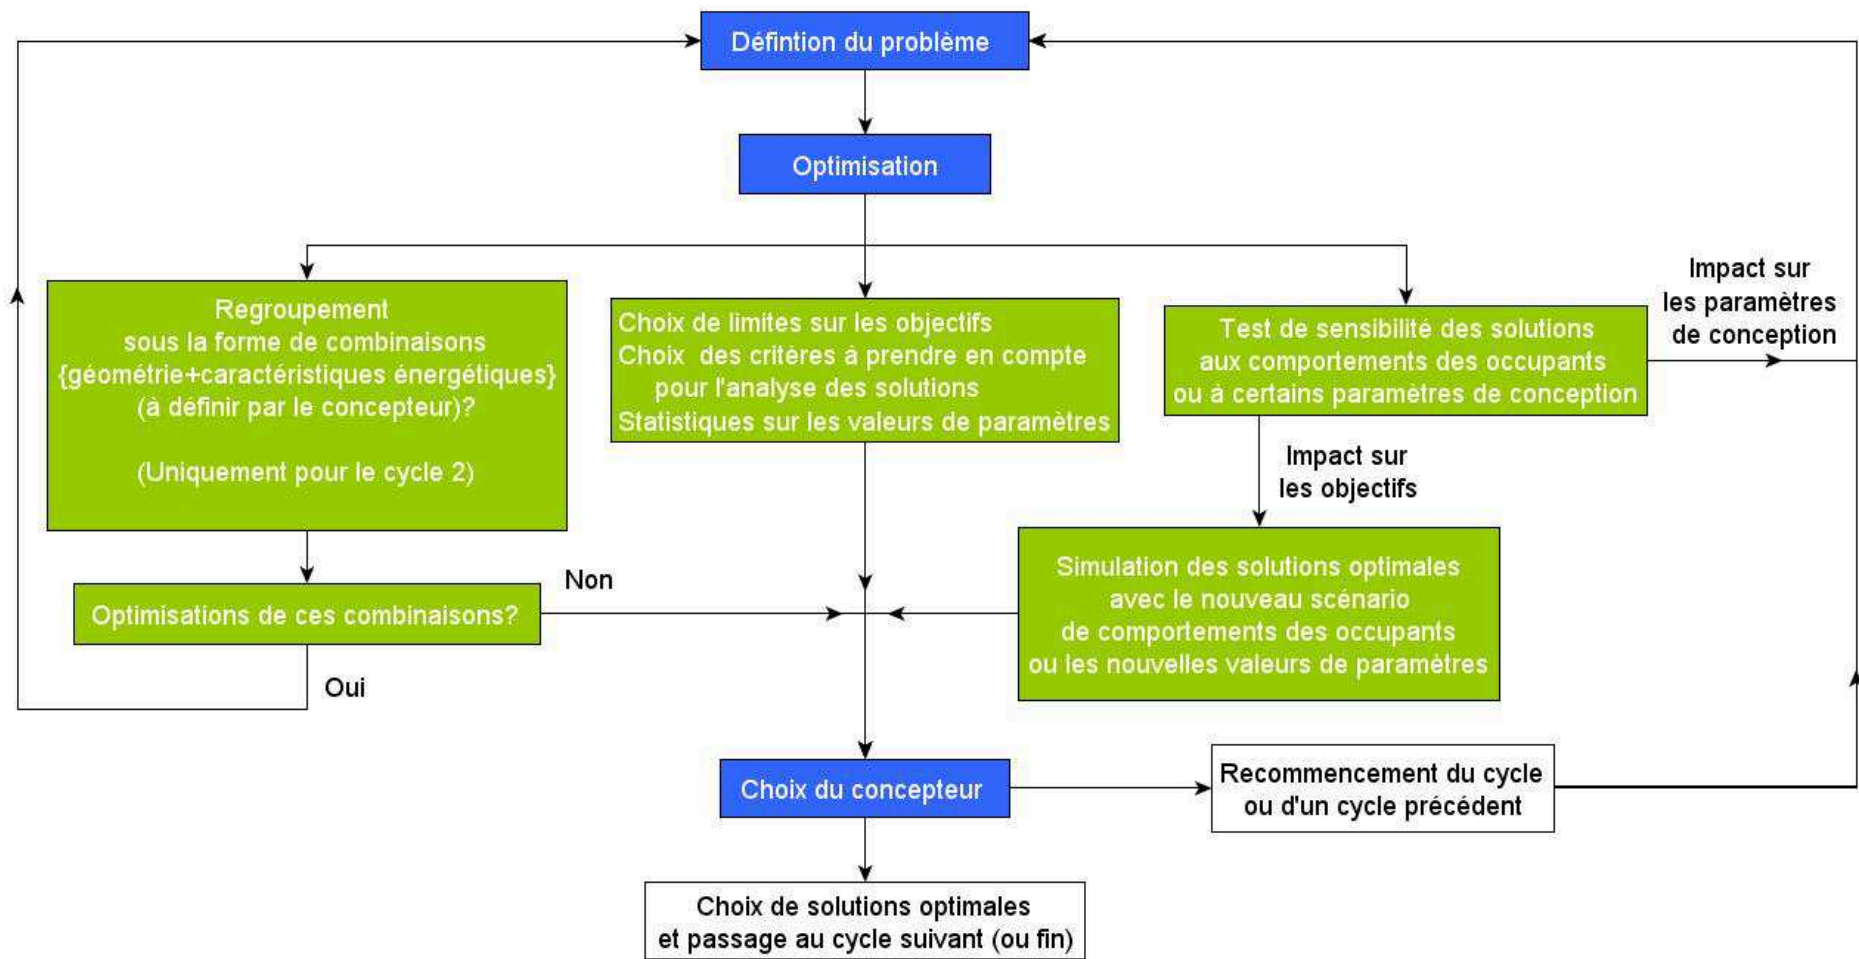 Défintion du problème
Optimisation
Regroupement
sous la forme de combinaisons
{géométrie+caractéristiques énergétiques}
(à définir par le concepteur)?
(Uniquement pour le cycle 2)
Choix de limites sur les objectifs
Choix des critères à prendre en compte
pour l'analyse des solutions
Statistiques sur les valeurs de paramètres
Test de sensibilité des solutions
aux comportements des occupants
ou à certains paramètres de conception
Impact sur
les paramètres
de conception
Impact sur
les objectifs
Optimisations de ces combinaisons?
Non
Oui
Simulation des solutions optimales
avec le nouveau scénario
de comportements des occupants
ou les nouvelles valeurs de paramètres
Choix du concepteur
Recommencement du cycle
ou d'un cycle précédent
Choix de solutions optimales
et passage au cycle suivant (ou fin)